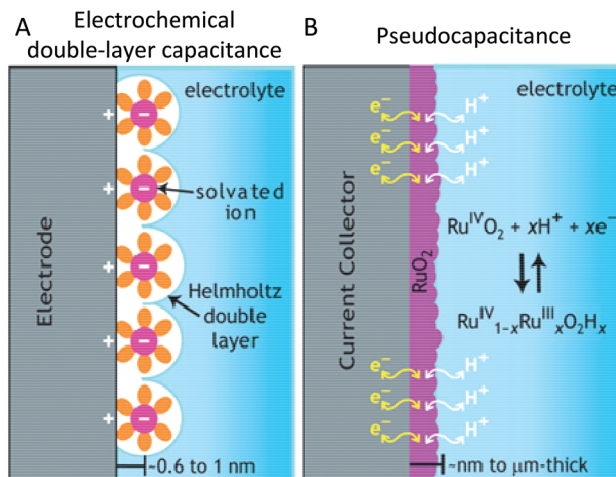 A
Electrochemical
double-layer capacitance
electrolyte
+ −
+ −
solvated
ion
+ −
Helmholtz
double
layer
+ −
+ −
Electrode
~0.6 to 1 nm
B
Pseudocapacitance
electrolyte
e⁻ H⁺
e⁻ H⁺
e⁻ H⁺
Current Collector
RuO₂
RuᴵⱽO₂ + xH⁺ + xe⁻
Ruᴵⱽ₁₋ₓRuⁱⁱⁱₓO₂Hₓ
e⁻ H⁺
e⁻ H⁺
e⁻ H⁺
~nm to μm-thick